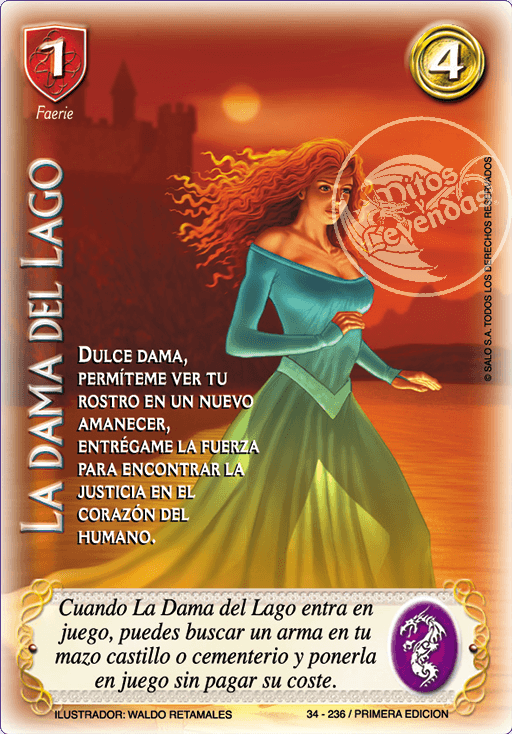 1
Faerie
4
Mitos
y
Leyendas
LA DAMA DEL LAGO
© SALO S.A. TODOS LOS DERECHOS RESERVADOS
DULCE DAMA,
PERMÍTEME VER TU
ROSTRO EN UN NUEVO
AMANECER,
ENTRÉGAME LA FUERZA
PARA ENCONTRAR LA
JUSTICIA EN EL
CORAZÓN DEL
HUMANO.
Cuando La Dama del Lago entra en
juego, puedes buscar un arma en tu
mazo castillo o cementerio y ponerla
en juego sin pagar su coste.
ILUSTRADOR: WALDO RETAMALES
34 - 236 / PRIMERA EDICION